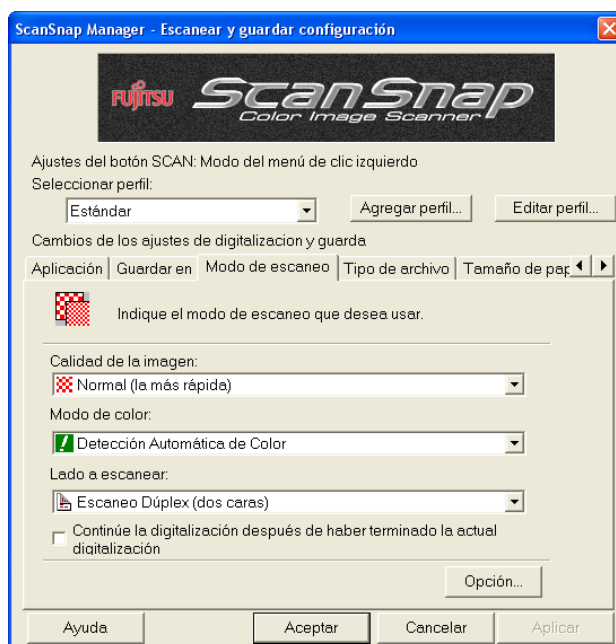 ScanSnap Manager - Escanear y guardar configuración
FUJITSU ScanSnap
Color Image Scanner
Ajustes del botón SCAN: Modo del menú de clic izquierdo
Seleccionar perfil:
Estándar
Agregar perfil...
Editar perfil...
Cambios de los ajustes de digitalizacion y guarda
Aplicación Guardar en Modo de escaneo Tipo de archivo Tamaño de pap
Indique el modo de escaneo que desea usar.
Calidad de la imagen:
Normal (la más rápida)
Modo de color:
Detección Automática de Color
Lado a escanear:
Escaneo Dúplex (dos caras)
Continúe la digitalización después de haber terminado la actual
digitalización
Opción...
Ayuda Aceptar Cancelar Aplicar